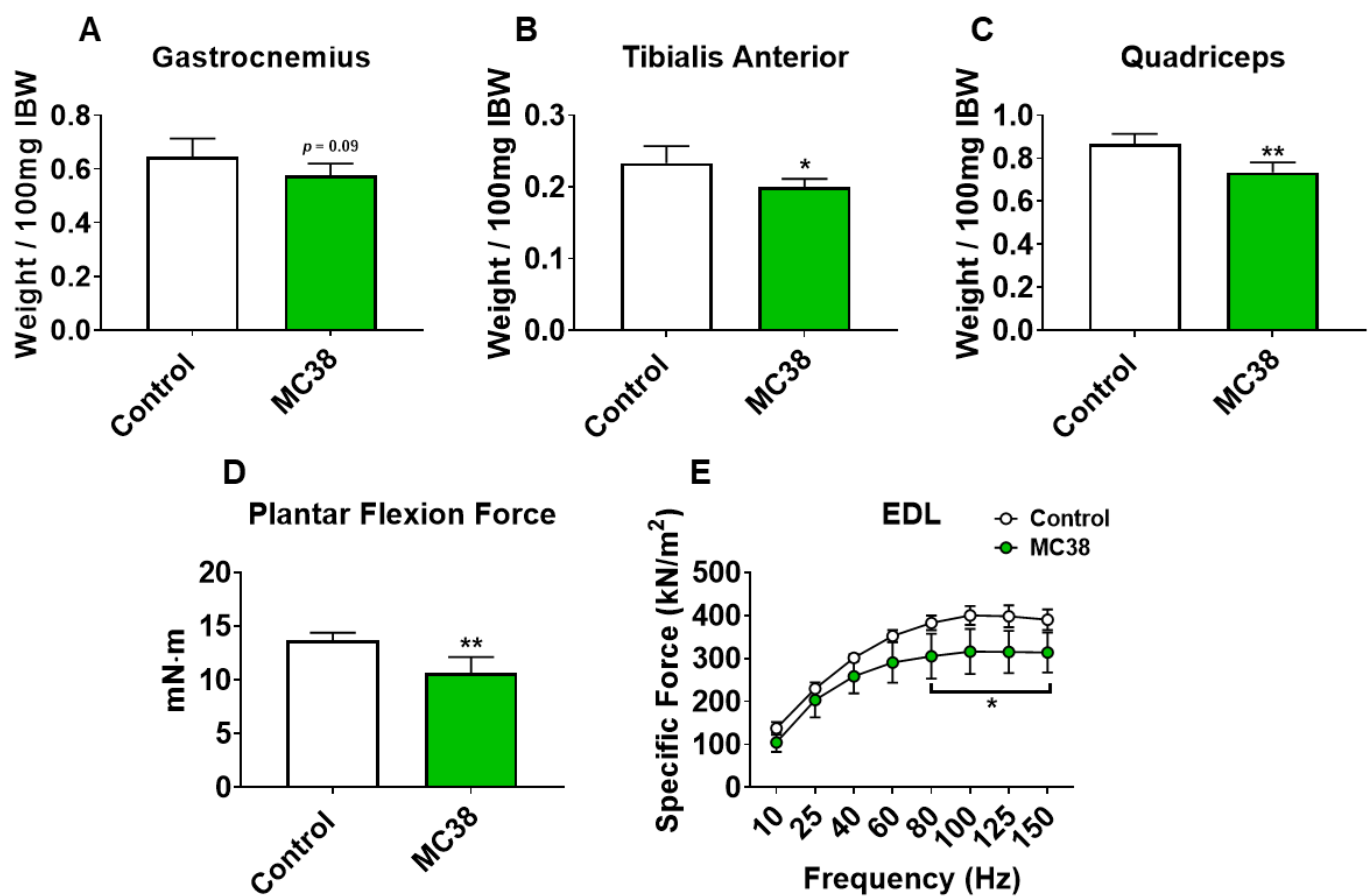 A
Gastrocnemius
Weight / 100mg IBW
0.8
0.6
0.4
0.2
0.0
p = 0.09
Control
MC38
B
Tibialis Anterior
Weight / 100mg IBW
0.3
0.2
0.1
0.0
*
Control
MC38
C
Quadriceps
Weight / 100mg IBW
1.0
0.8
0.6
0.4
0.2
0.0
**
Control
MC38
D
Plantar Flexion Force
mN·m
20
15
10
5
0
**
Control
MC38
E
EDL
Control
MC38
Specific Force (kN/m²)
500
400
300
200
100
0
*
10
25
40
60
80
100
125
150
Frequency (Hz)